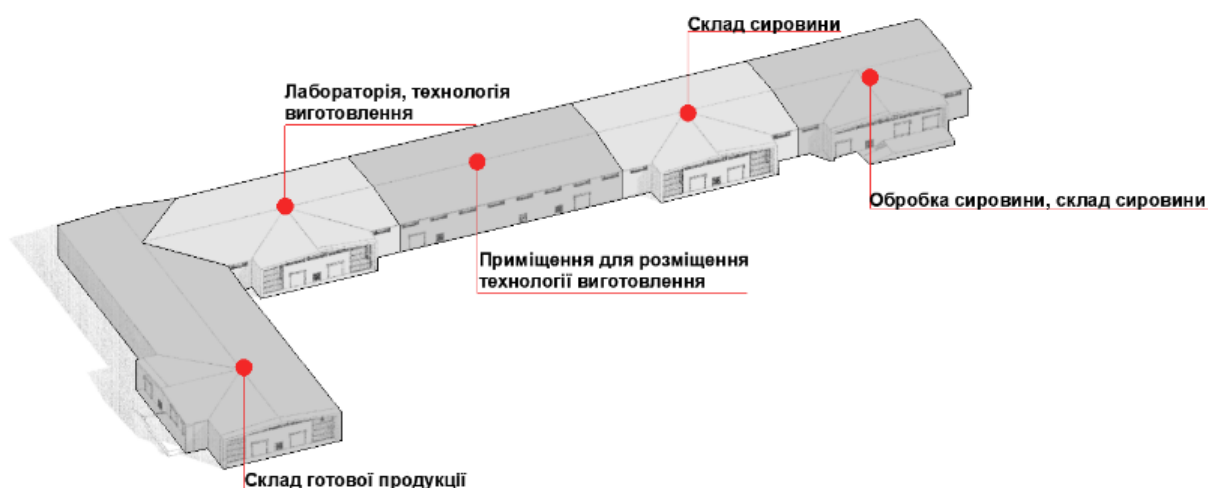 Склад сировини
Лабораторія, технологія
виготовлення
Обробка сировини, склад сировини
Приміщення для розміщення
технології виготовлення
Склад готової продукції